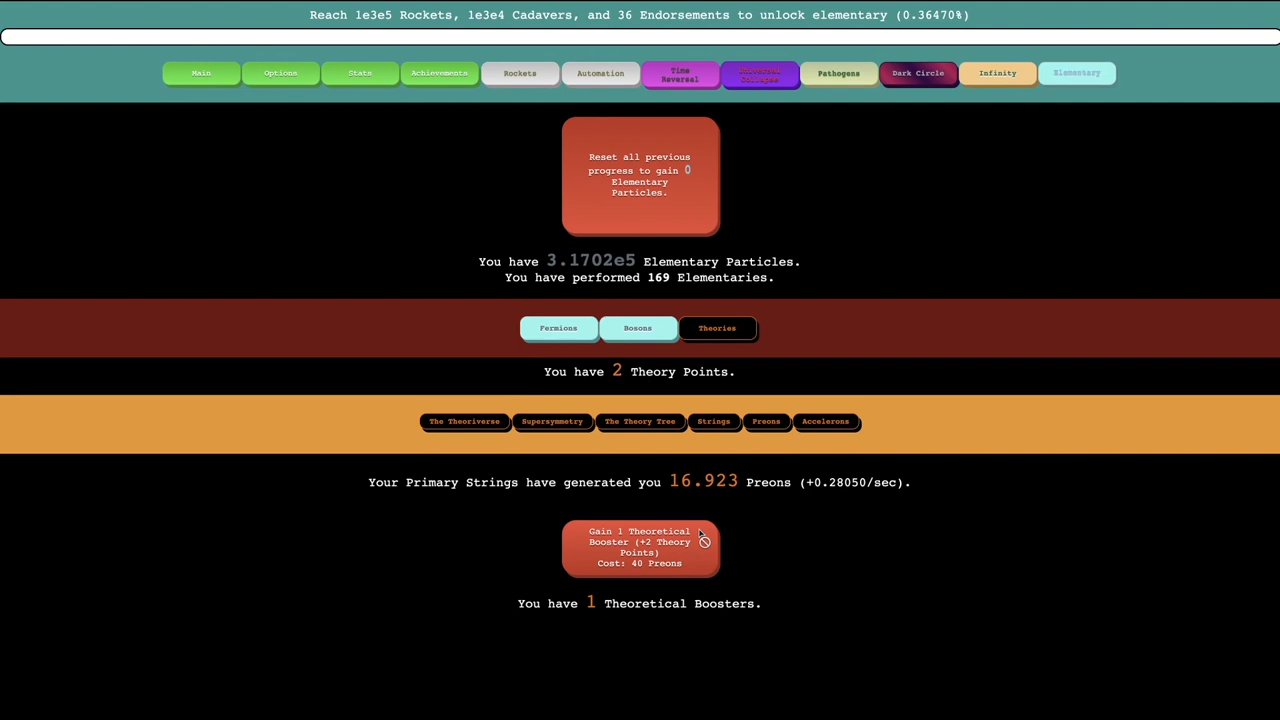 Reach 1e3e5 Rockets, 1e3e4 Cadavers, and 36 Endorsements to unlock elementary (0.36470%)
Main
Options
Stats
Achievements
Rockets
Automation
Time
Reversal
Universal
Collapse
Pathogens
Dark Circle
Infinity
Elementary
Reset all previous
progress to gain 0
Elementary
Particles.
You have 3.1702e5 Elementary Particles.
You have performed 169 Elementaries.
Fermions
Bosons
Theories
You have 2 Theory Points.
The Theoriverse
Supersymmetry
The Theory Tree
Strings
Preons
Accelerons
Your Primary Strings have generated you 16.923 Preons (+0.28050/sec).
Gain 1 Theoretical
Booster (+2 Theory
Points)
Cost: 40 Preons
You have 1 Theoretical Boosters.